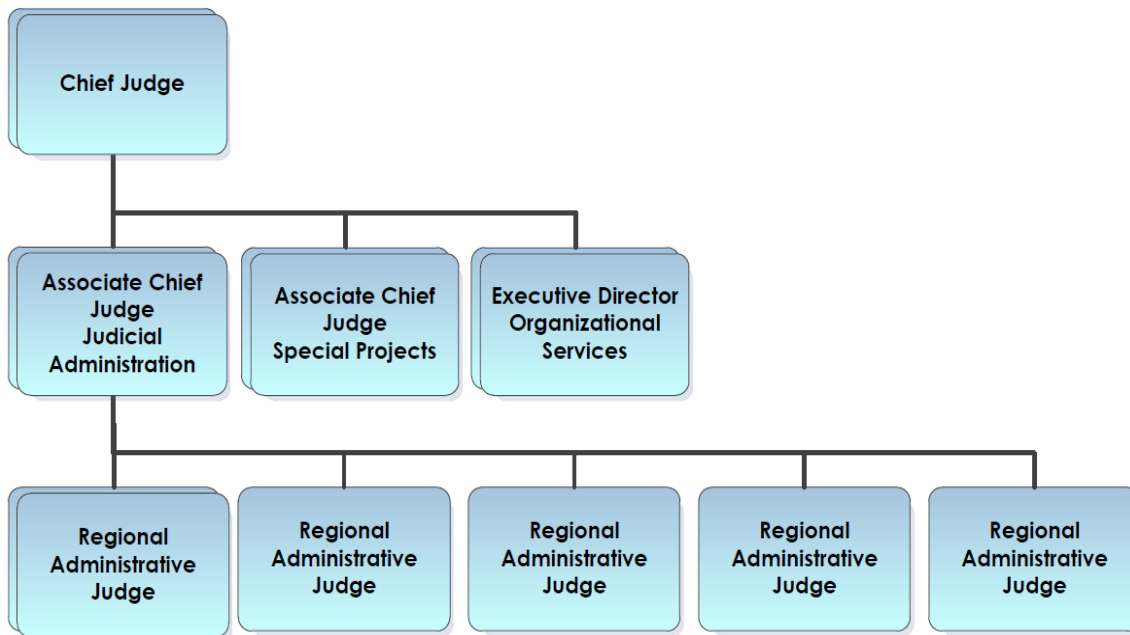 Chief Judge
Associate Chief
Judge
Judicial
Administration
Associate Chief
Judge
Special Projects
Executive Director
Organizational
Services
Regional
Administrative
Judge
Regional
Administrative
Judge
Regional
Administrative
Judge
Regional
Administrative
Judge
Regional
Administrative
Judge